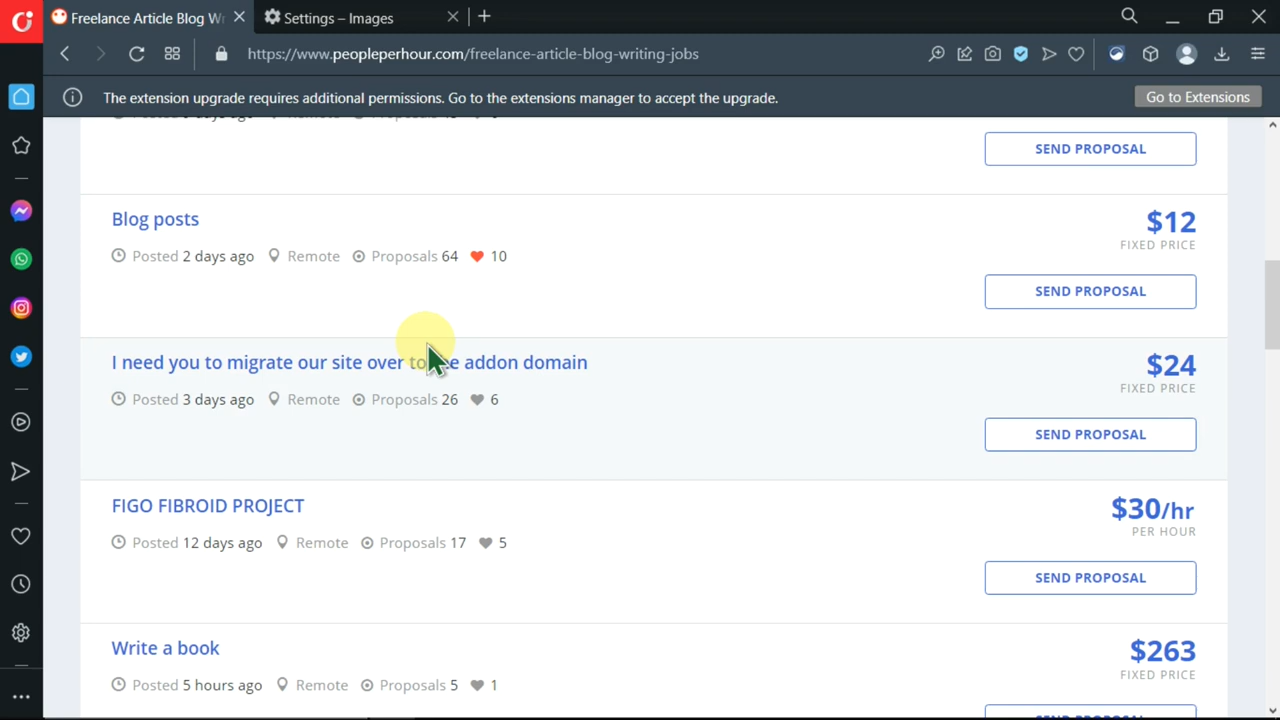 Freelance Article Blog W
Settings – Images
https://www.peopleperhour.com/freelance-article-blog-writing-jobs
The extension upgrade requires additional permissions. Go to the extensions manager to accept the upgrade.
Go to Extensions
SEND PROPOSAL
Blog posts
$12
FIXED PRICE
Posted 2 days ago Remote Proposals 64 10
SEND PROPOSAL
I need you to migrate our site over to addon domain
$24
FIXED PRICE
Posted 3 days ago Remote Proposals 26 6
SEND PROPOSAL
FIGO FIBROID PROJECT
$30/hr
PER HOUR
Posted 12 days ago Remote Proposals 17 5
SEND PROPOSAL
Write a book
$263
FIXED PRICE
Posted 5 hours ago Remote Proposals 5 1